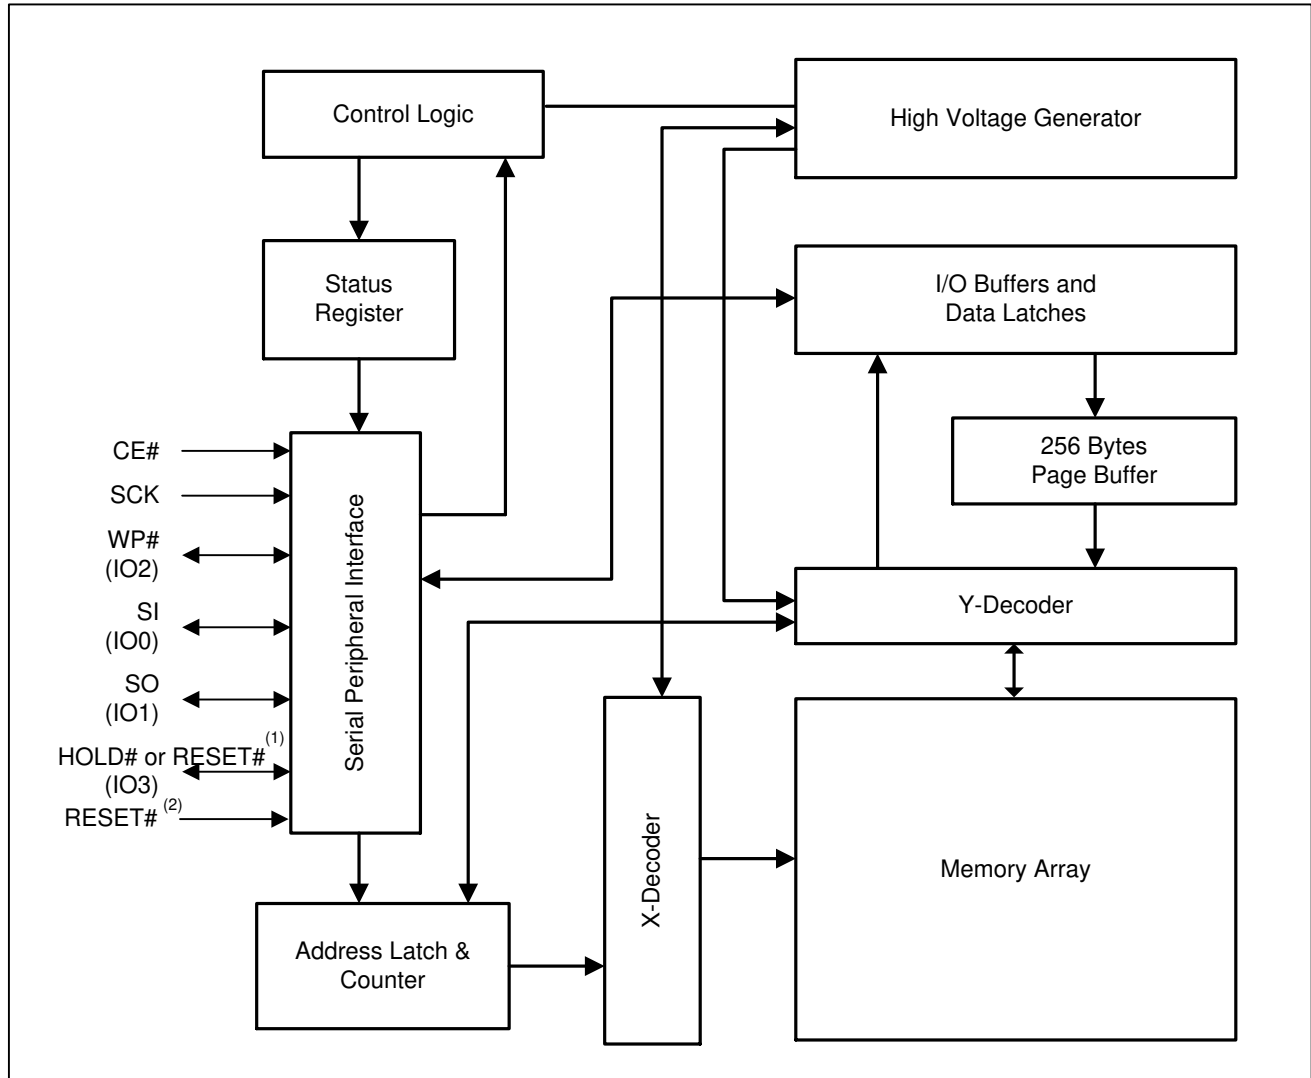 Control Logic
High Voltage Generator
Status
Register
I/O Buffers and
Data Latches
256 Bytes
Page Buffer
CE#
SCK
WP#
(IO2)
SI
(IO0)
SO
(IO1)
HOLD# or RESET# (1)
(IO3)
RESET# (2)
Serial Peripheral Interface
Y-Decoder
X-Decoder
Memory Array
Address Latch &
Counter